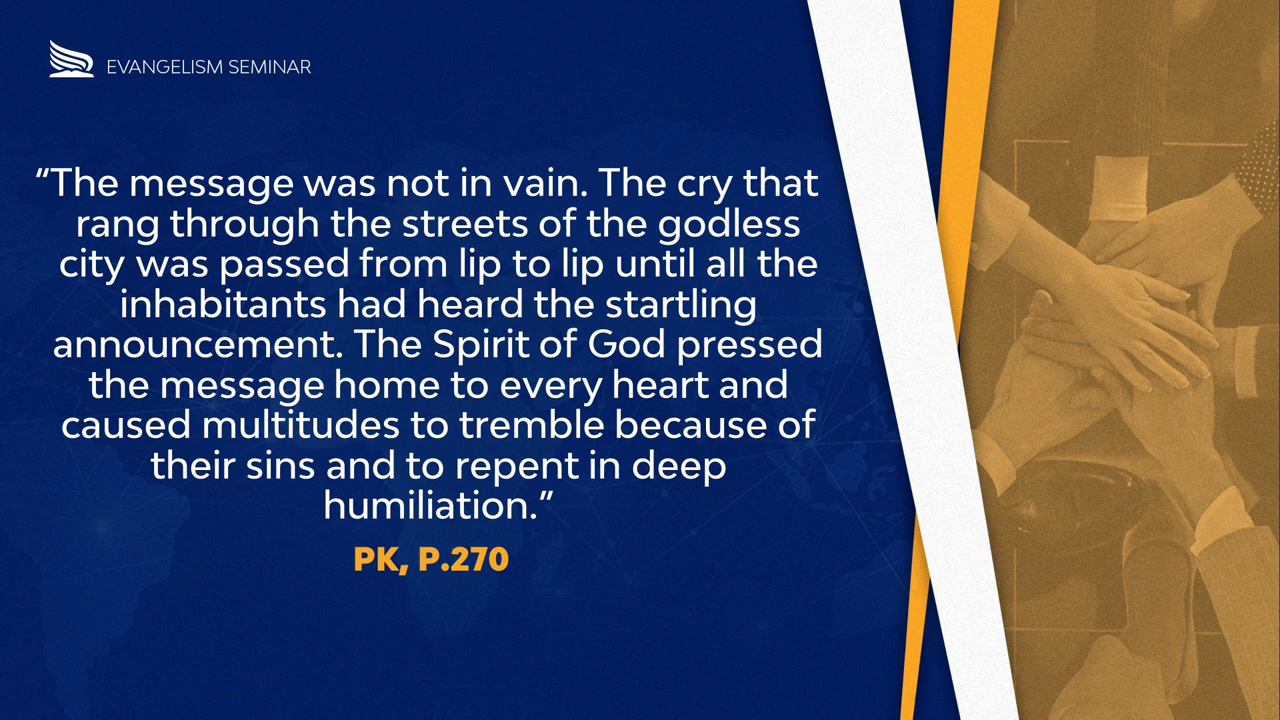 EVANGELISM SEMINAR
“The message was not in vain. The cry that
rang through the streets of the godless
city was passed from lip to lip until all the
inhabitants had heard the startling
announcement. The Spirit of God pressed
the message home to every heart and
caused multitudes to tremble because of
their sins and to repent in deep
humiliation.”
PK, P.270